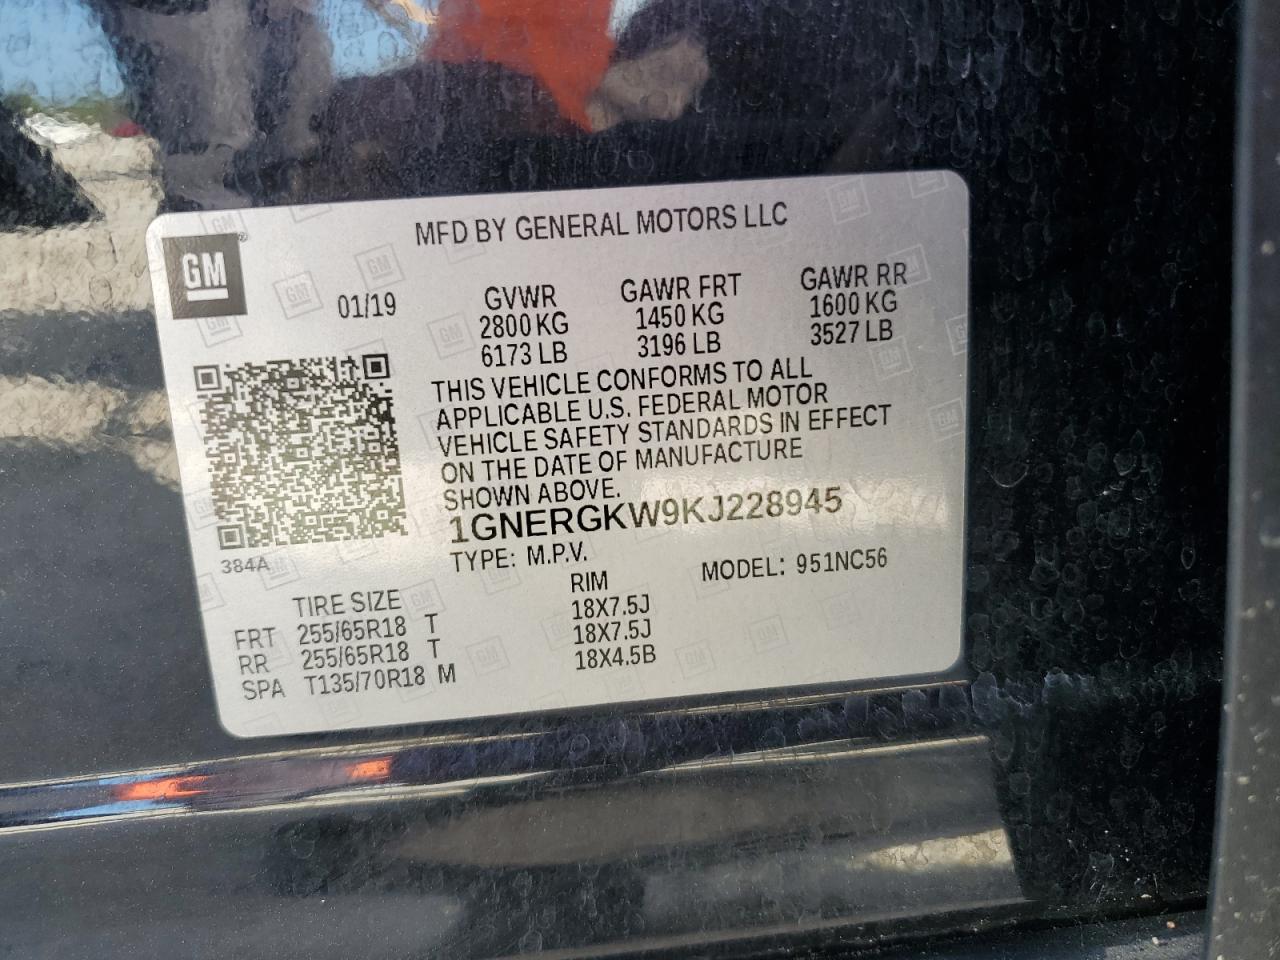 MFD BY GENERAL MOTORS LLC
GM
01/19
GVWR GAWR FRT GAWR RR
2800 KG 1450 KG 1600 KG
6173 LB 3196 LB 3527 LB
THIS VEHICLE CONFORMS TO ALL
APPLICABLE U.S. FEDERAL MOTOR
VEHICLE SAFETY STANDARDS IN EFFECT
ON THE DATE OF MANUFACTURE
SHOWN ABOVE.
1GNERGKW9KJ228945
384A
TYPE: M.P.V. MODEL: 951NC56
TIRE SIZE RIM
FRT 255/65R18 T 18X7.5J
RR 255/65R18 T 18X7.5J
SPA T135/70R18 M 18X4.5B